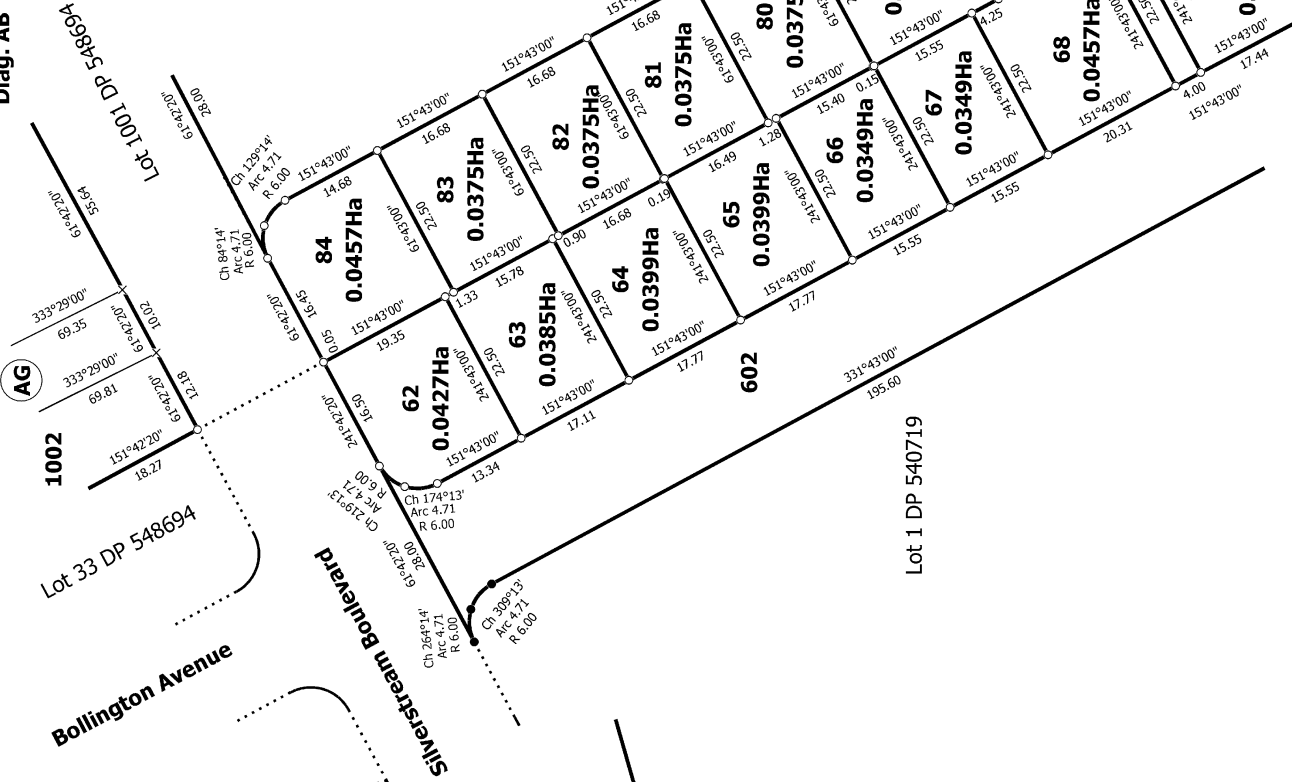 Diag. AB
Lot 1001 DP 548694
61°42'20"
28.00
61°42'20"
55.64
333°29'00"
69.35
61°42'20"
10.02
AG
333°29'00"
69.81
61°42'20"
12.18
1002
151°42'20"
18.27
Lot 33 DP 548694
Bollington Avenue
Silverstream Boulevard
Ch 129°14'
Arc 4.71
R 6.00
Ch 84°14'
Arc 4.71
R 6.00
61°42'20"
16.45
0.05
151°43'00"
14.68
84
0.0457Ha
61°43'00"
22.50
151°43'00"
19.35
151°43'00"
16.68
83
0.0375Ha
61°43'00"
22.50
151°43'00"
15.78
1.33
151°43'00"
16.68
82
0.0375Ha
61°43'00"
22.50
151°43'00"
16.68
0.90
16.68
81
0.0375Ha
61°43'00"
22.50
151°43'00"
16.49
0.19
80
151°43'00"
15.40
1.28
151°43'00"
15.55
0.15
4.25
241°42'20"
16.50
62
0.0427Ha
241°43'00"
22.50
151°43'00"
13.34
63
0.0385Ha
241°43'00"
22.50
151°43'00"
17.11
64
0.0399Ha
241°43'00"
22.50
151°43'00"
17.77
65
0.0399Ha
241°43'00"
22.50
151°43'00"
17.77
66
0.0349Ha
241°43'00"
22.50
151°43'00"
15.55
67
0.0349Ha
241°43'00"
22.50
151°43'00"
15.55
68
0.0457Ha
241°43'00"
22.50
151°43'00"
20.31
4.00
151°43'00"
151°43'00"
17.44
Ch 219°13'
Arc 4.71
R 6.00
Ch 174°13'
Arc 4.71
R 6.00
61°42'20"
28.00
Ch 264°14'
Arc 4.71
R 6.00
Ch 309°13'
Arc 4.71
R 6.00
602
331°43'00"
195.60
Lot 1 DP 540719